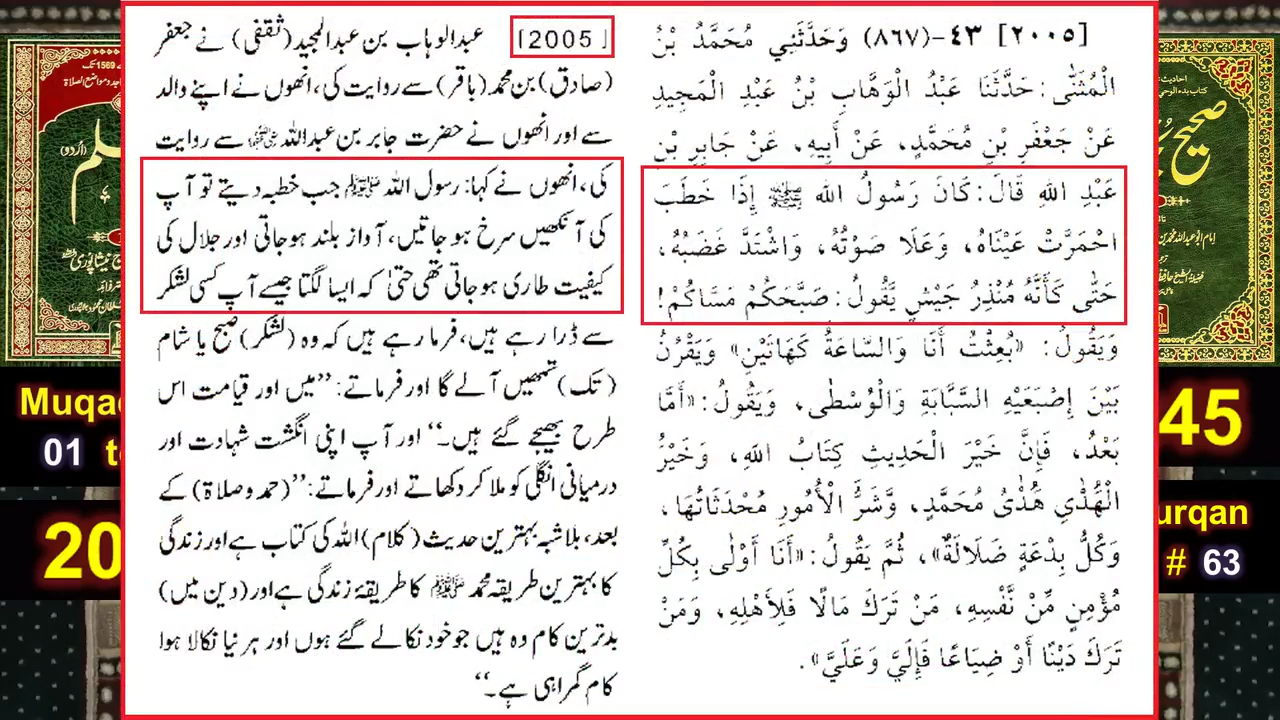 [٢٠٠٥] ٤٣-(٨٦٧) وَحَدَّثَنِي مُحَمَّدُ بْنُ
الْمُثَنّٰى: حَدَّثَنَا عَبْدُ الْوَهَّابِ بْنُ عَبْدِ الْمَجِيدِ
عَنْ جَعْفَرِ بْنِ مُحَمَّدٍ، عَنْ أَبِيهِ، عَنْ جَابِرِ بْنِ
عَبْدِ اللهِ قَالَ: كَانَ رَسُولُ الله ﷺ إِذَا خَطَبَ
احْمَرَّتْ عَيْنَاهُ، وَعَلَا صَوْتُهُ، وَاشْتَدَّ غَضَبُهُ،
حَتّٰى كَأَنَّهُ مُنْذِرُ جَيْشٍ يَّقُولُ: صَبَّحَكُمْ مَسَّاكُمْ!
وَيَقُولُ: «بُعِثْتُ أَنَا وَالسَّاعَةُ كَهَاتَيْنِ» وَيَقْرُنُ
بَيْنَ إِصْبَعَيْهِ السَّبَّابَةِ وَالْوُسْطٰى، وَيَقُولُ: «أَمَّا
بَعْدُ، فَإِنَّ خَيْرَ الْحَدِيثِ كِتَابُ اللهِ، وَخَيْرُ
الْهُدٰى هُدٰى مُحَمَّدٍ، وَّشَرُّ الْأُمُورِ مُحْدَثَاتُهَا،
وَكُلُّ بِدْعَةٍ ضَلَالَةٌ»، ثُمَّ يَقُولُ: «أَنَا أَوْلٰى بِكُلِّ
مُؤْمِنٍ مِّنْ نَّفْسِهِ، مَنْ تَرَكَ مَالًا فَلِأَهْلِهِ، وَمَنْ
تَرَكَ دَيْنًا أَوْ ضِيَاعًا فَإِلَيَّ وَعَلَيَّ».
[2005] عبدالوہاب بن عبدالمجید (ثقفی) نے جعفر
(صادق) بن محمد (باقر) سے روایت کی، انھوں نے اپنے والد
سے اور انھوں نے حضرت جابر بن عبداللہ رضی اللہ عنہما سے روایت
کی، انھوں نے کہا: رسول اللہ ﷺ جب خطبہ دیتے تو آپ
کی آنکھیں سرخ ہو جاتیں، آواز بلند ہوجاتی اور جلال کی
کیفیت طاری ہو جاتی تھی حتیٰ کہ ایسا لگتا جیسے آپ کسی لشکر
سے ڈرا رہے ہیں، فرما رہے ہیں کہ وہ (لشکر) صبح یا شام
(تک) تمھیں آلے گا اور فرماتے: ’’میں اور قیامت اس
طرح بھیجے گئے ہیں۔‘‘ اور آپ اپنی انگشت شہادت اور
درمیانی انگلی کو ملا کر دکھاتے اور فرماتے: ’’(حمد و صلاۃ) کے
بعد، بلاشبہ بہترین حدیث (کلام) اللہ کی کتاب ہے اور زندگی
کا بہترین طریقہ محمد ﷺ کا طریقۂ زندگی ہے اور (دین میں)
بدترین کام وہ ہیں جو خود نکالے گئے ہوں اور ہر نیا نکالا ہوا
کام گمراہی ہے۔‘‘
Muqa
01 t
20
45
urqan
# 63
صحیح